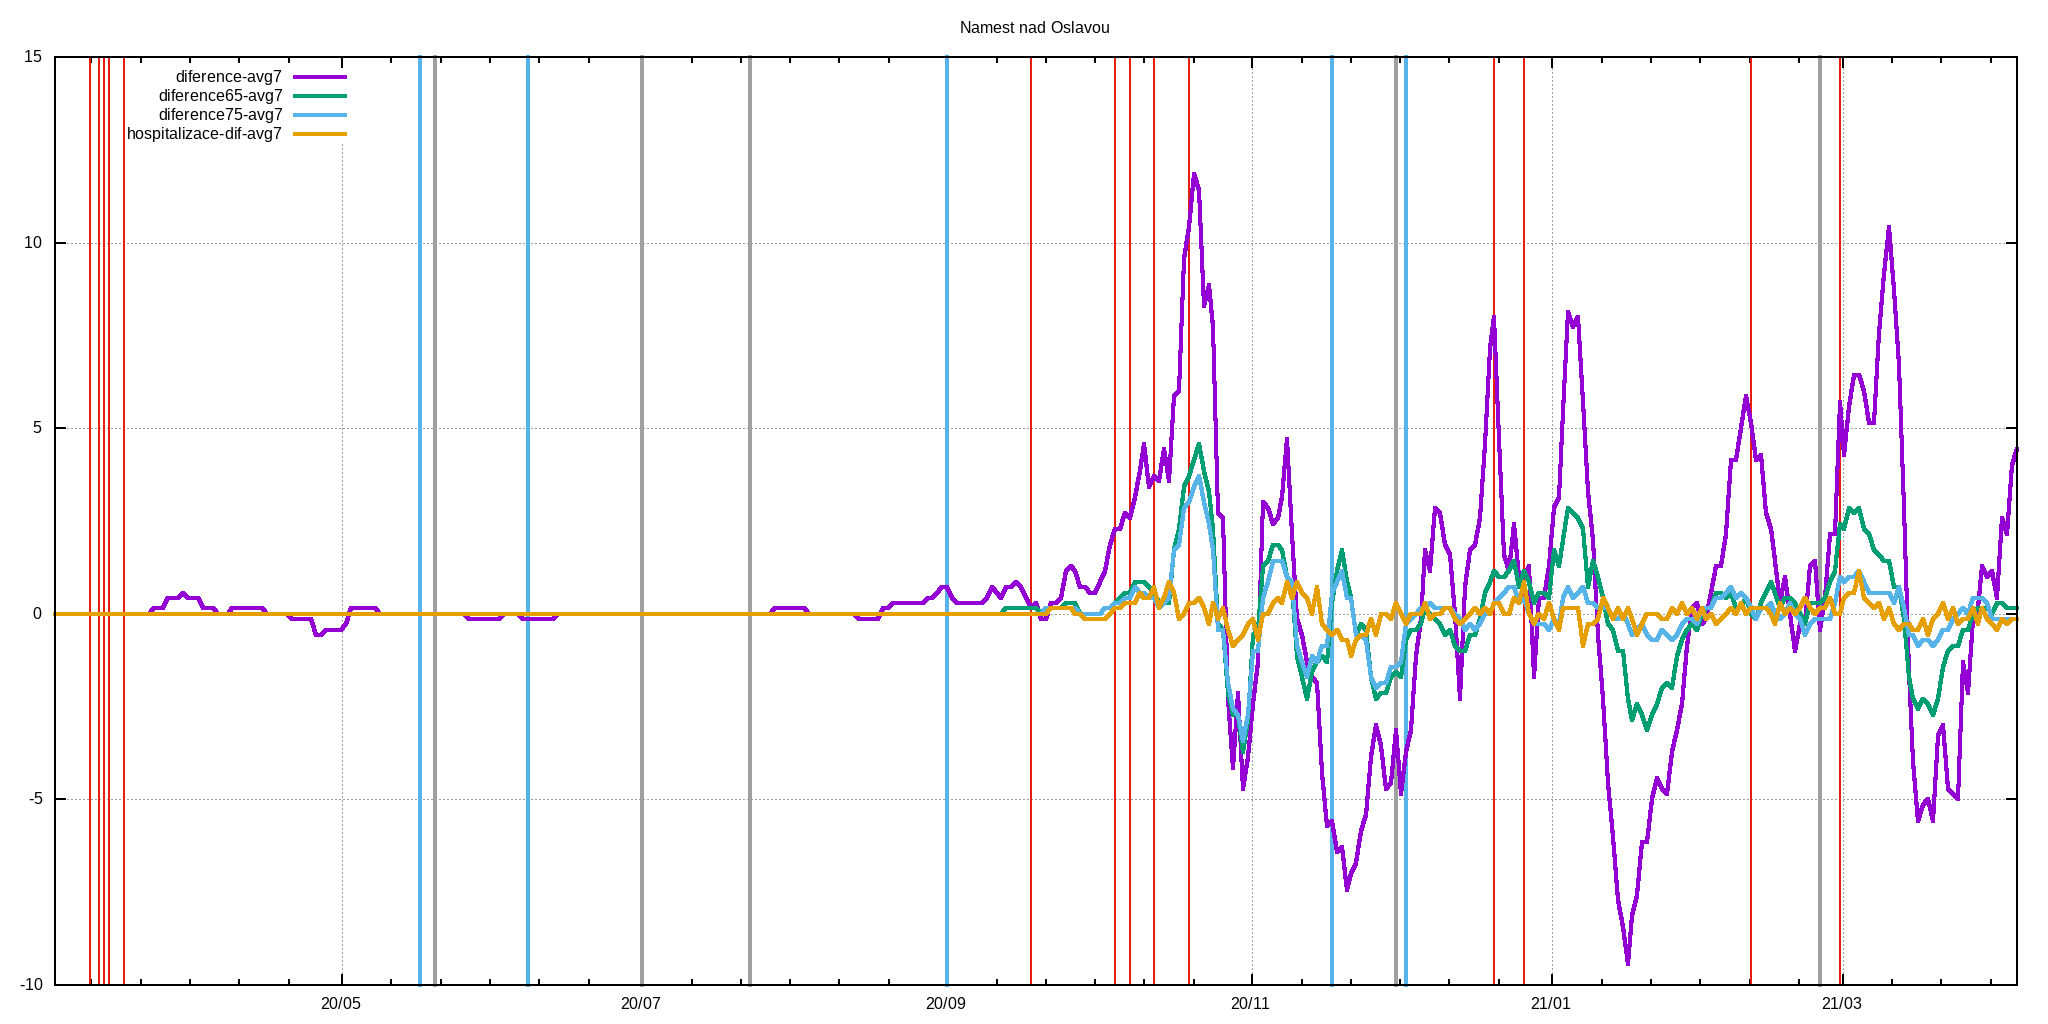 Namest nad Oslavou
15
10
5
0
-5
-10
diference-avg7
diference65-avg7
diference75-avg7
hospitalizace-dif-avg7
20/05 20/07 20/09 20/11 21/01 21/03